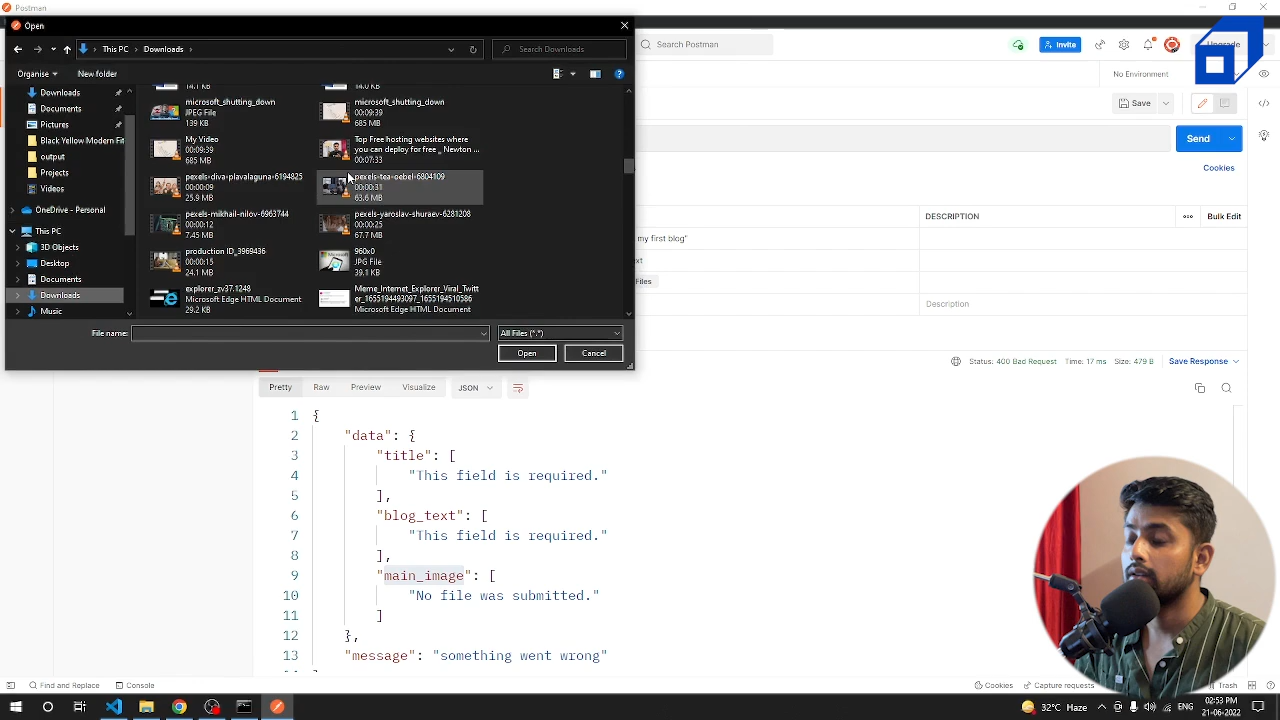 Postman
Open
This PC
Downloads
Search Downloads
Search Postman
Invite
Upgrade
Organise
New folder
No Environment
Downloads
Documents
Pictures
Black Yellow Modern Fit
output
Projects
Videos
OneDrive - Personal
This PC
3D Objects
Desktop
Documents
Downloads
Music
14.1 KB
14.0 KB
microsoft_shutting_down
JPEG File
139 KB
microsoft_shutting_down
00:09:39
685 MB
My Video
00:09:39
685 MB
Top Free hosting websites where
you can deploy for free _ Newton ...
00:07:33
pexels-diva-plavalaguna-6194825
00:00:09
25.9 MB
pexels-tea-oebel-6804109
00:00:31
63.6 MB
pexels-mikhail-nilov-6963744
00:00:12
7.45 MB
pexels-yaroslav-shuraev-6281208
00:00:26
67.7 MB
production ID_3969436
00:00:15
24.1 MB
960x0
JPG File
39.1 KB
explorer_zv37.1248
Microsoft Edge HTML Document
29.2 KB
Meme_Internet_Explorer_Viral_Twitt
Microsoft Edge HTML Document
File name:
All Files (*.*)
Open
Cancel
Save
Send
Cookies
DESCRIPTION
Bulk Edit
my first blog"
xt
Files
Description
Status: 400 Bad Request
Time: 17 ms
Size: 479 B
Save Response
Pretty
Raw
Preview
Visualize
JSON
1 {
2 "data": {
3 "title": [
4 "This field is required."
5 ],
6 "blog_text": [
7 "This field is required."
8 ],
9 "main_image": [
10 "No file was submitted."
11 ]
12 },
13 "message": "something went wrong"
Find and Replace
Console
Cookies
Capture requests
Trash
32°C Haze
ENG
02:53 PM
21-06-2022